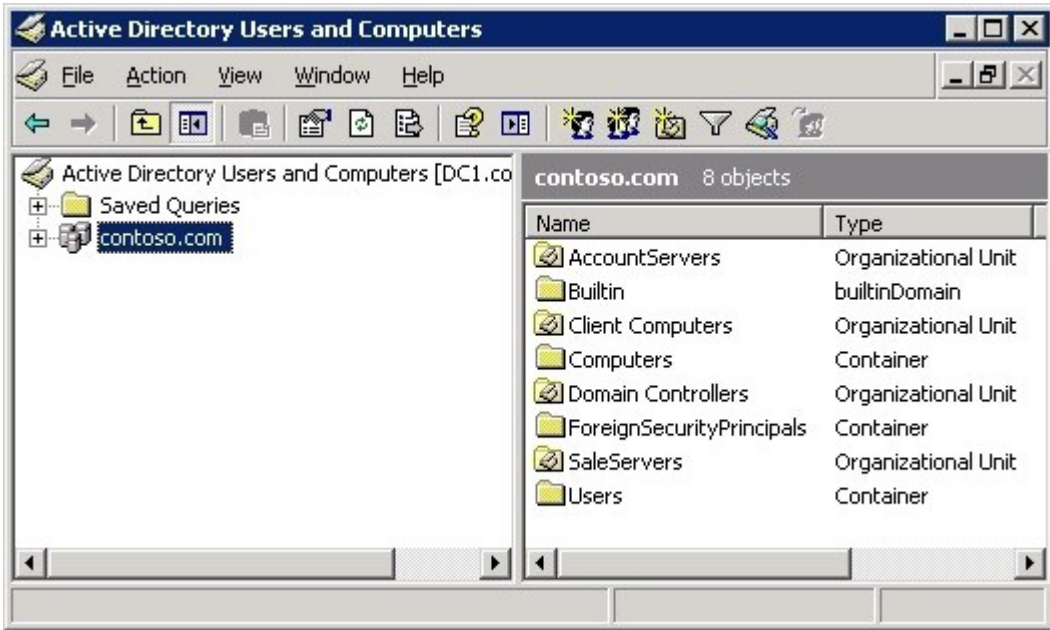 Active Directory Users and Computers
File Action View Window Help
Active Directory Users and Computers [DC1.co
Saved Queries
contoso.com
contoso.com 8 objects
Name Type
AccountServers Organizational Unit
Builtin builtinDomain
Client Computers Organizational Unit
Computers Container
Domain Controllers Organizational Unit
ForeignSecurityPrincipals Container
SaleServers Organizational Unit
Users Container